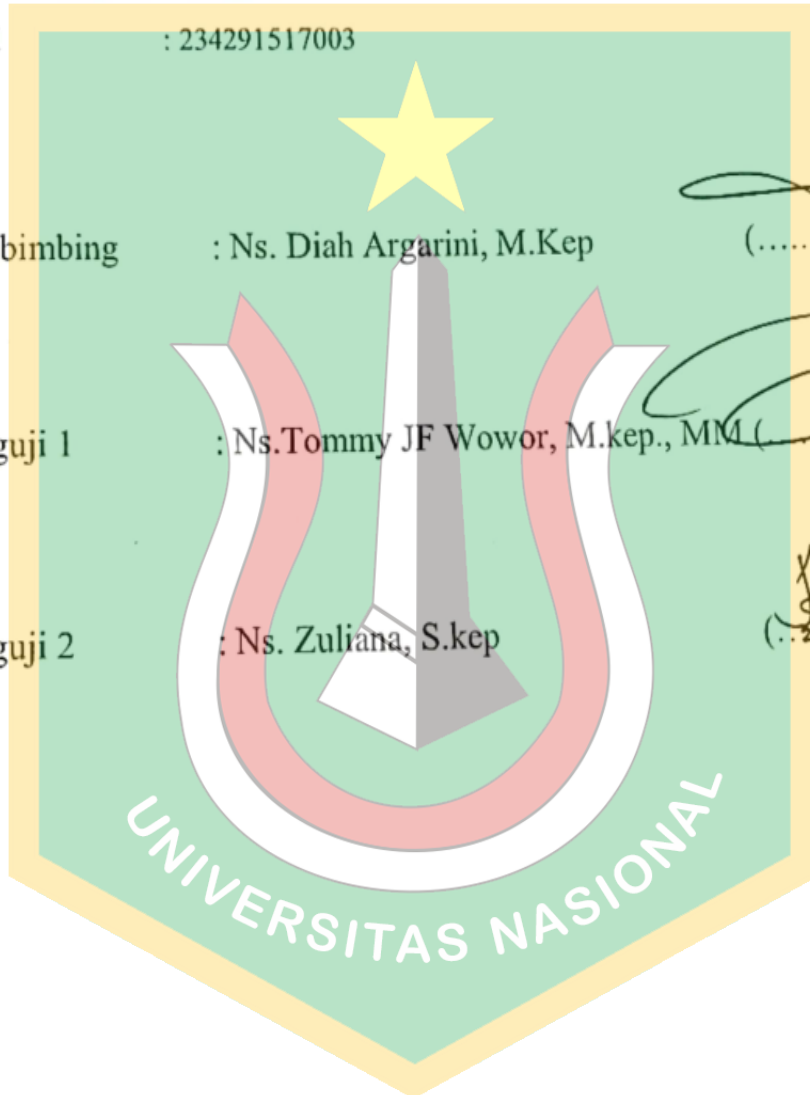 : 234291517003
bimbing : Ns. Diah Argarini, M.Kep (.....
guji 1 : Ns.Tommy JF Wowor, M.kep., MM (....
guji 2 : Ns. Zuliana, S.kep (..
UNIVERSITAS NASIONAL